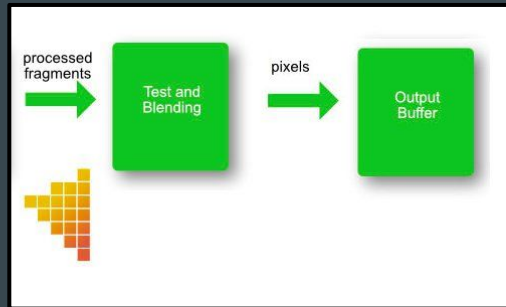 processed
fragments
Test and
Blending
pixels
Output
Buffer